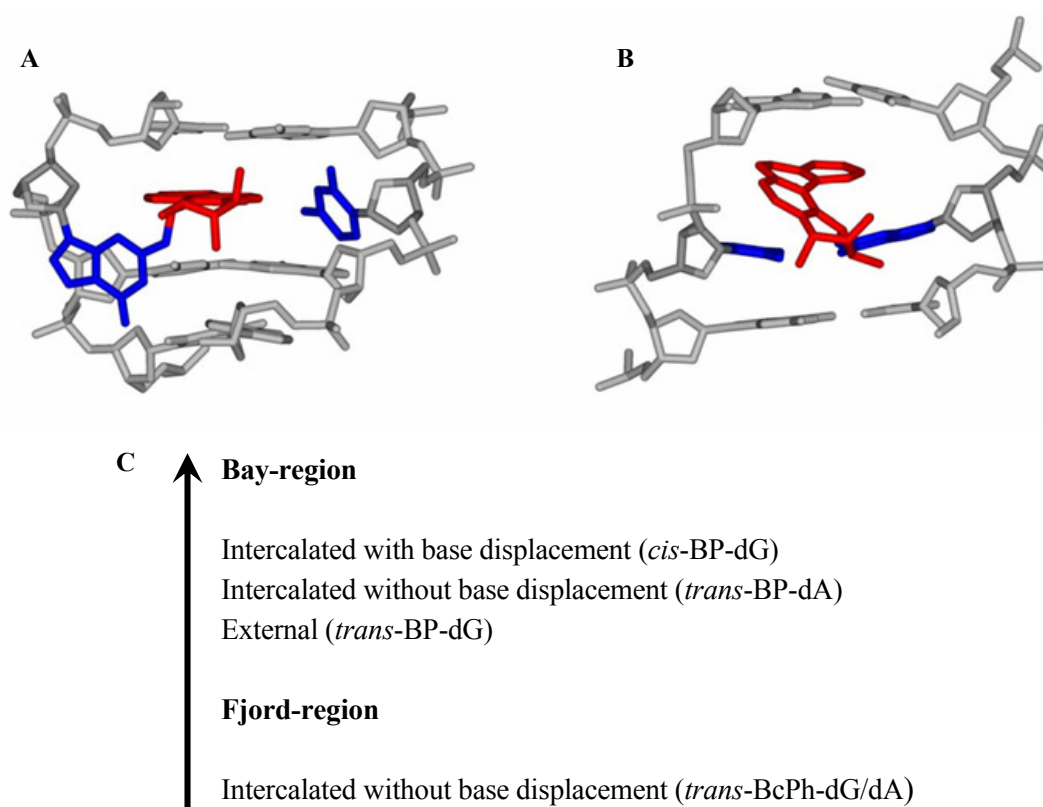 A
B
C
Bay-region
Intercalated with base displacement (cis-BP-dG)
Intercalated without base displacement (trans-BP-dA)
External (trans-BP-dG)
Fjord-region
Intercalated without base displacement (trans-BcPh-dG/dA)